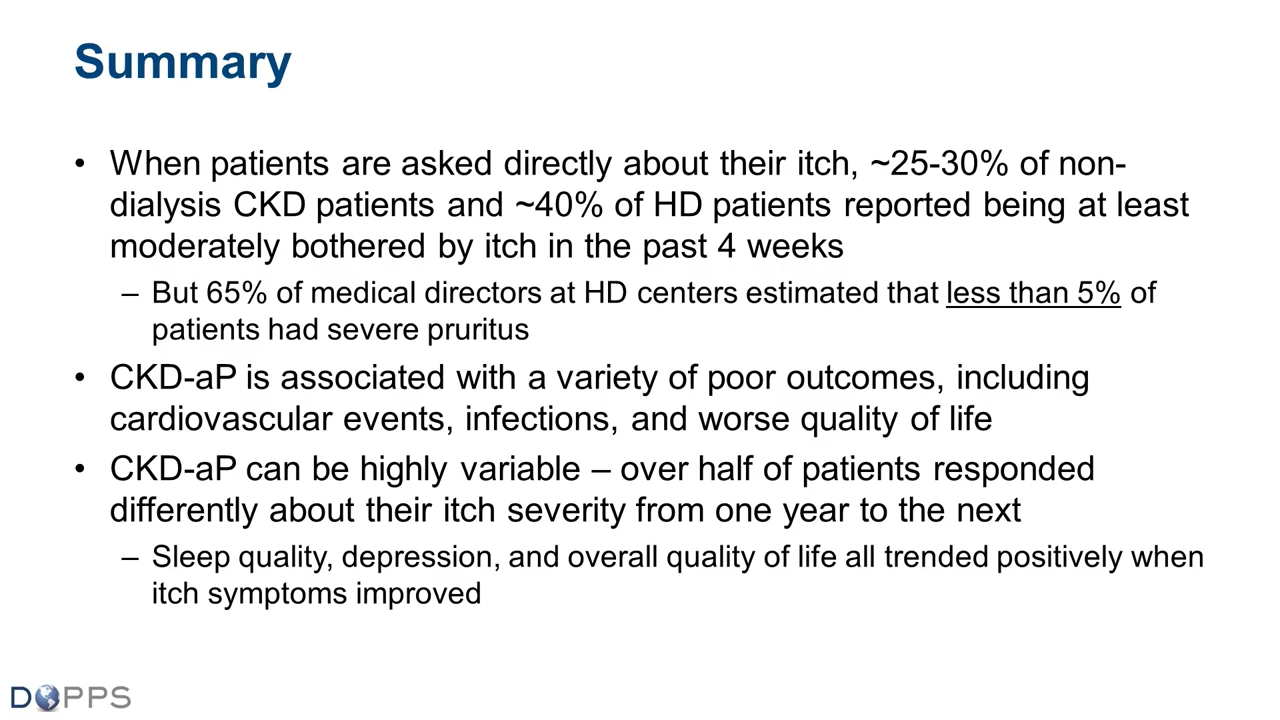 Summary
• When patients are asked directly about their itch, ~25-30% of non-
dialysis CKD patients and ~40% of HD patients reported being at least
moderately bothered by itch in the past 4 weeks
– But 65% of medical directors at HD centers estimated that less than 5% of
patients had severe pruritus
• CKD-aP is associated with a variety of poor outcomes, including
cardiovascular events, infections, and worse quality of life
• CKD-aP can be highly variable – over half of patients responded
differently about their itch severity from one year to the next
– Sleep quality, depression, and overall quality of life all trended positively when
itch symptoms improved
DOPPS